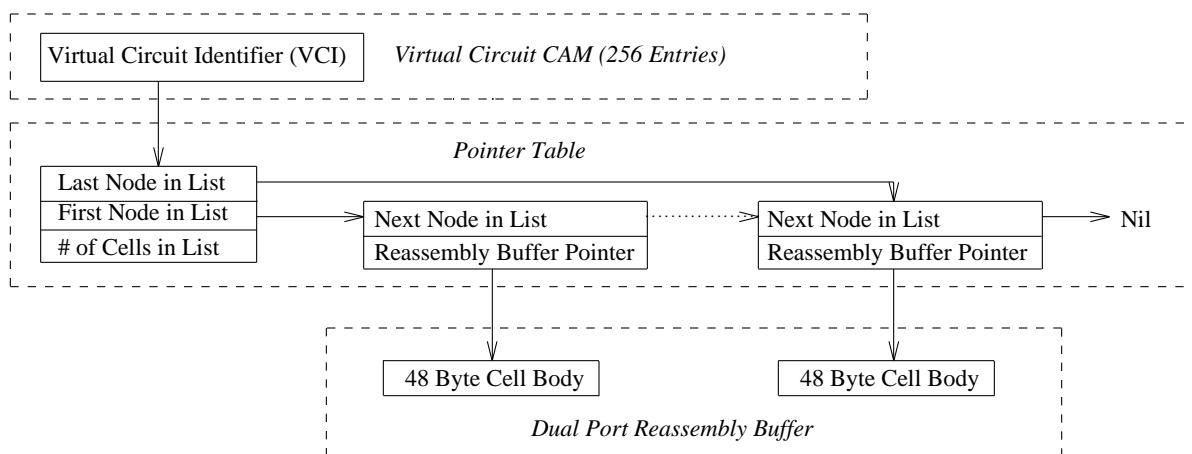 Virtual Circuit Identifier (VCI)
Virtual Circuit CAM (256 Entries)
Pointer Table
Last Node in List
First Node in List
# of Cells in List
Next Node in List
Reassembly Buffer Pointer
Next Node in List
Reassembly Buffer Pointer
Nil
48 Byte Cell Body
48 Byte Cell Body
Dual Port Reassembly Buffer